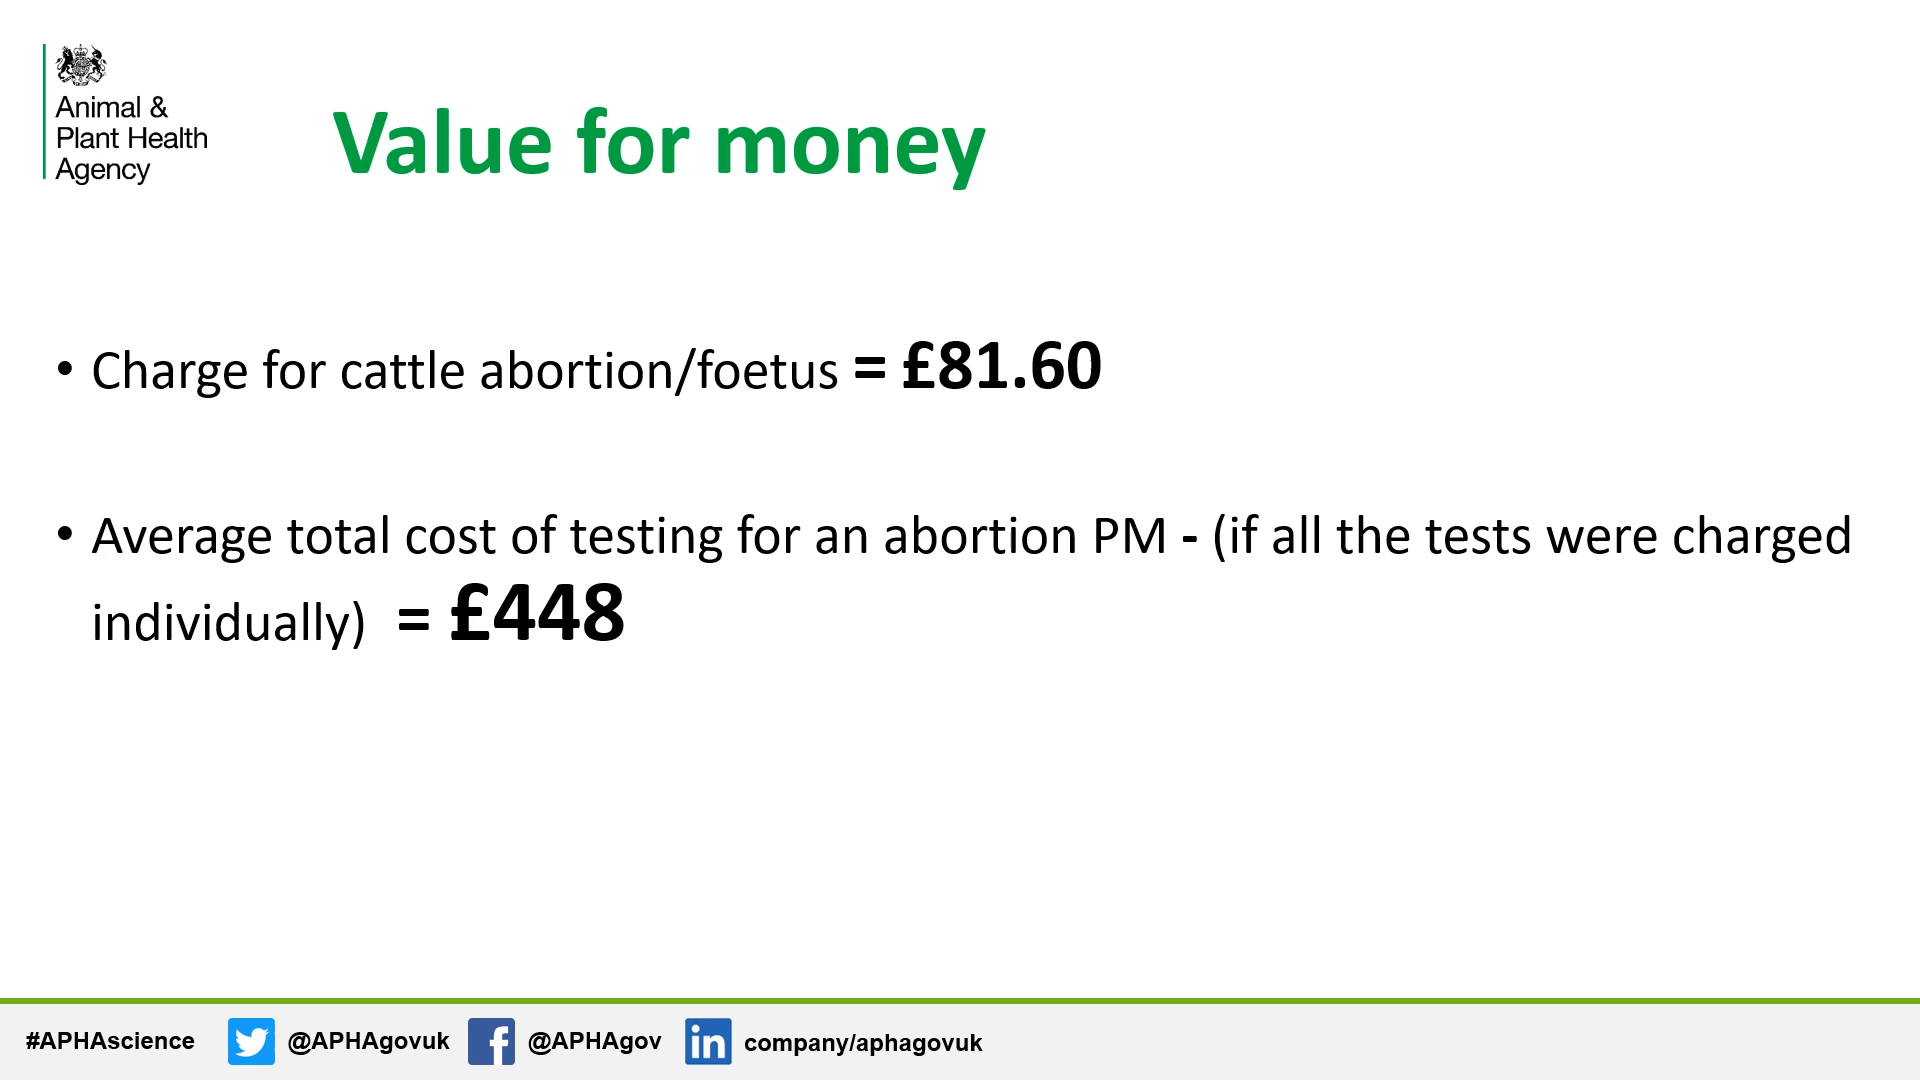 Animal &
Plant Health
Agency
Value for money
• Charge for cattle abortion/foetus = £81.60
• Average total cost of testing for an abortion PM - (if all the tests were charged
individually) = £448
#APHAscience @APHAgovuk @APHAgov in company/aphagovuk